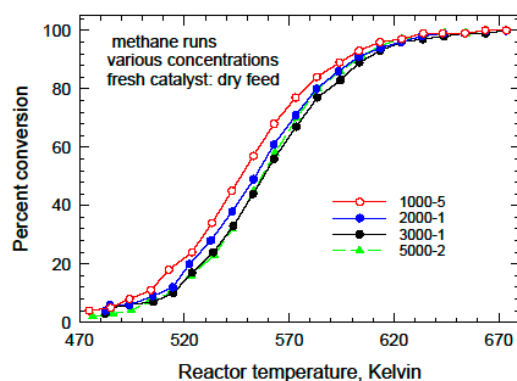 100
80
60
40
20
0
Percent conversion
methane runs
various concentrations
fresh catalyst: dry feed
1000-5
2000-1
3000-1
5000-2
470 520 570 620 670
Reactor temperature, Kelvin